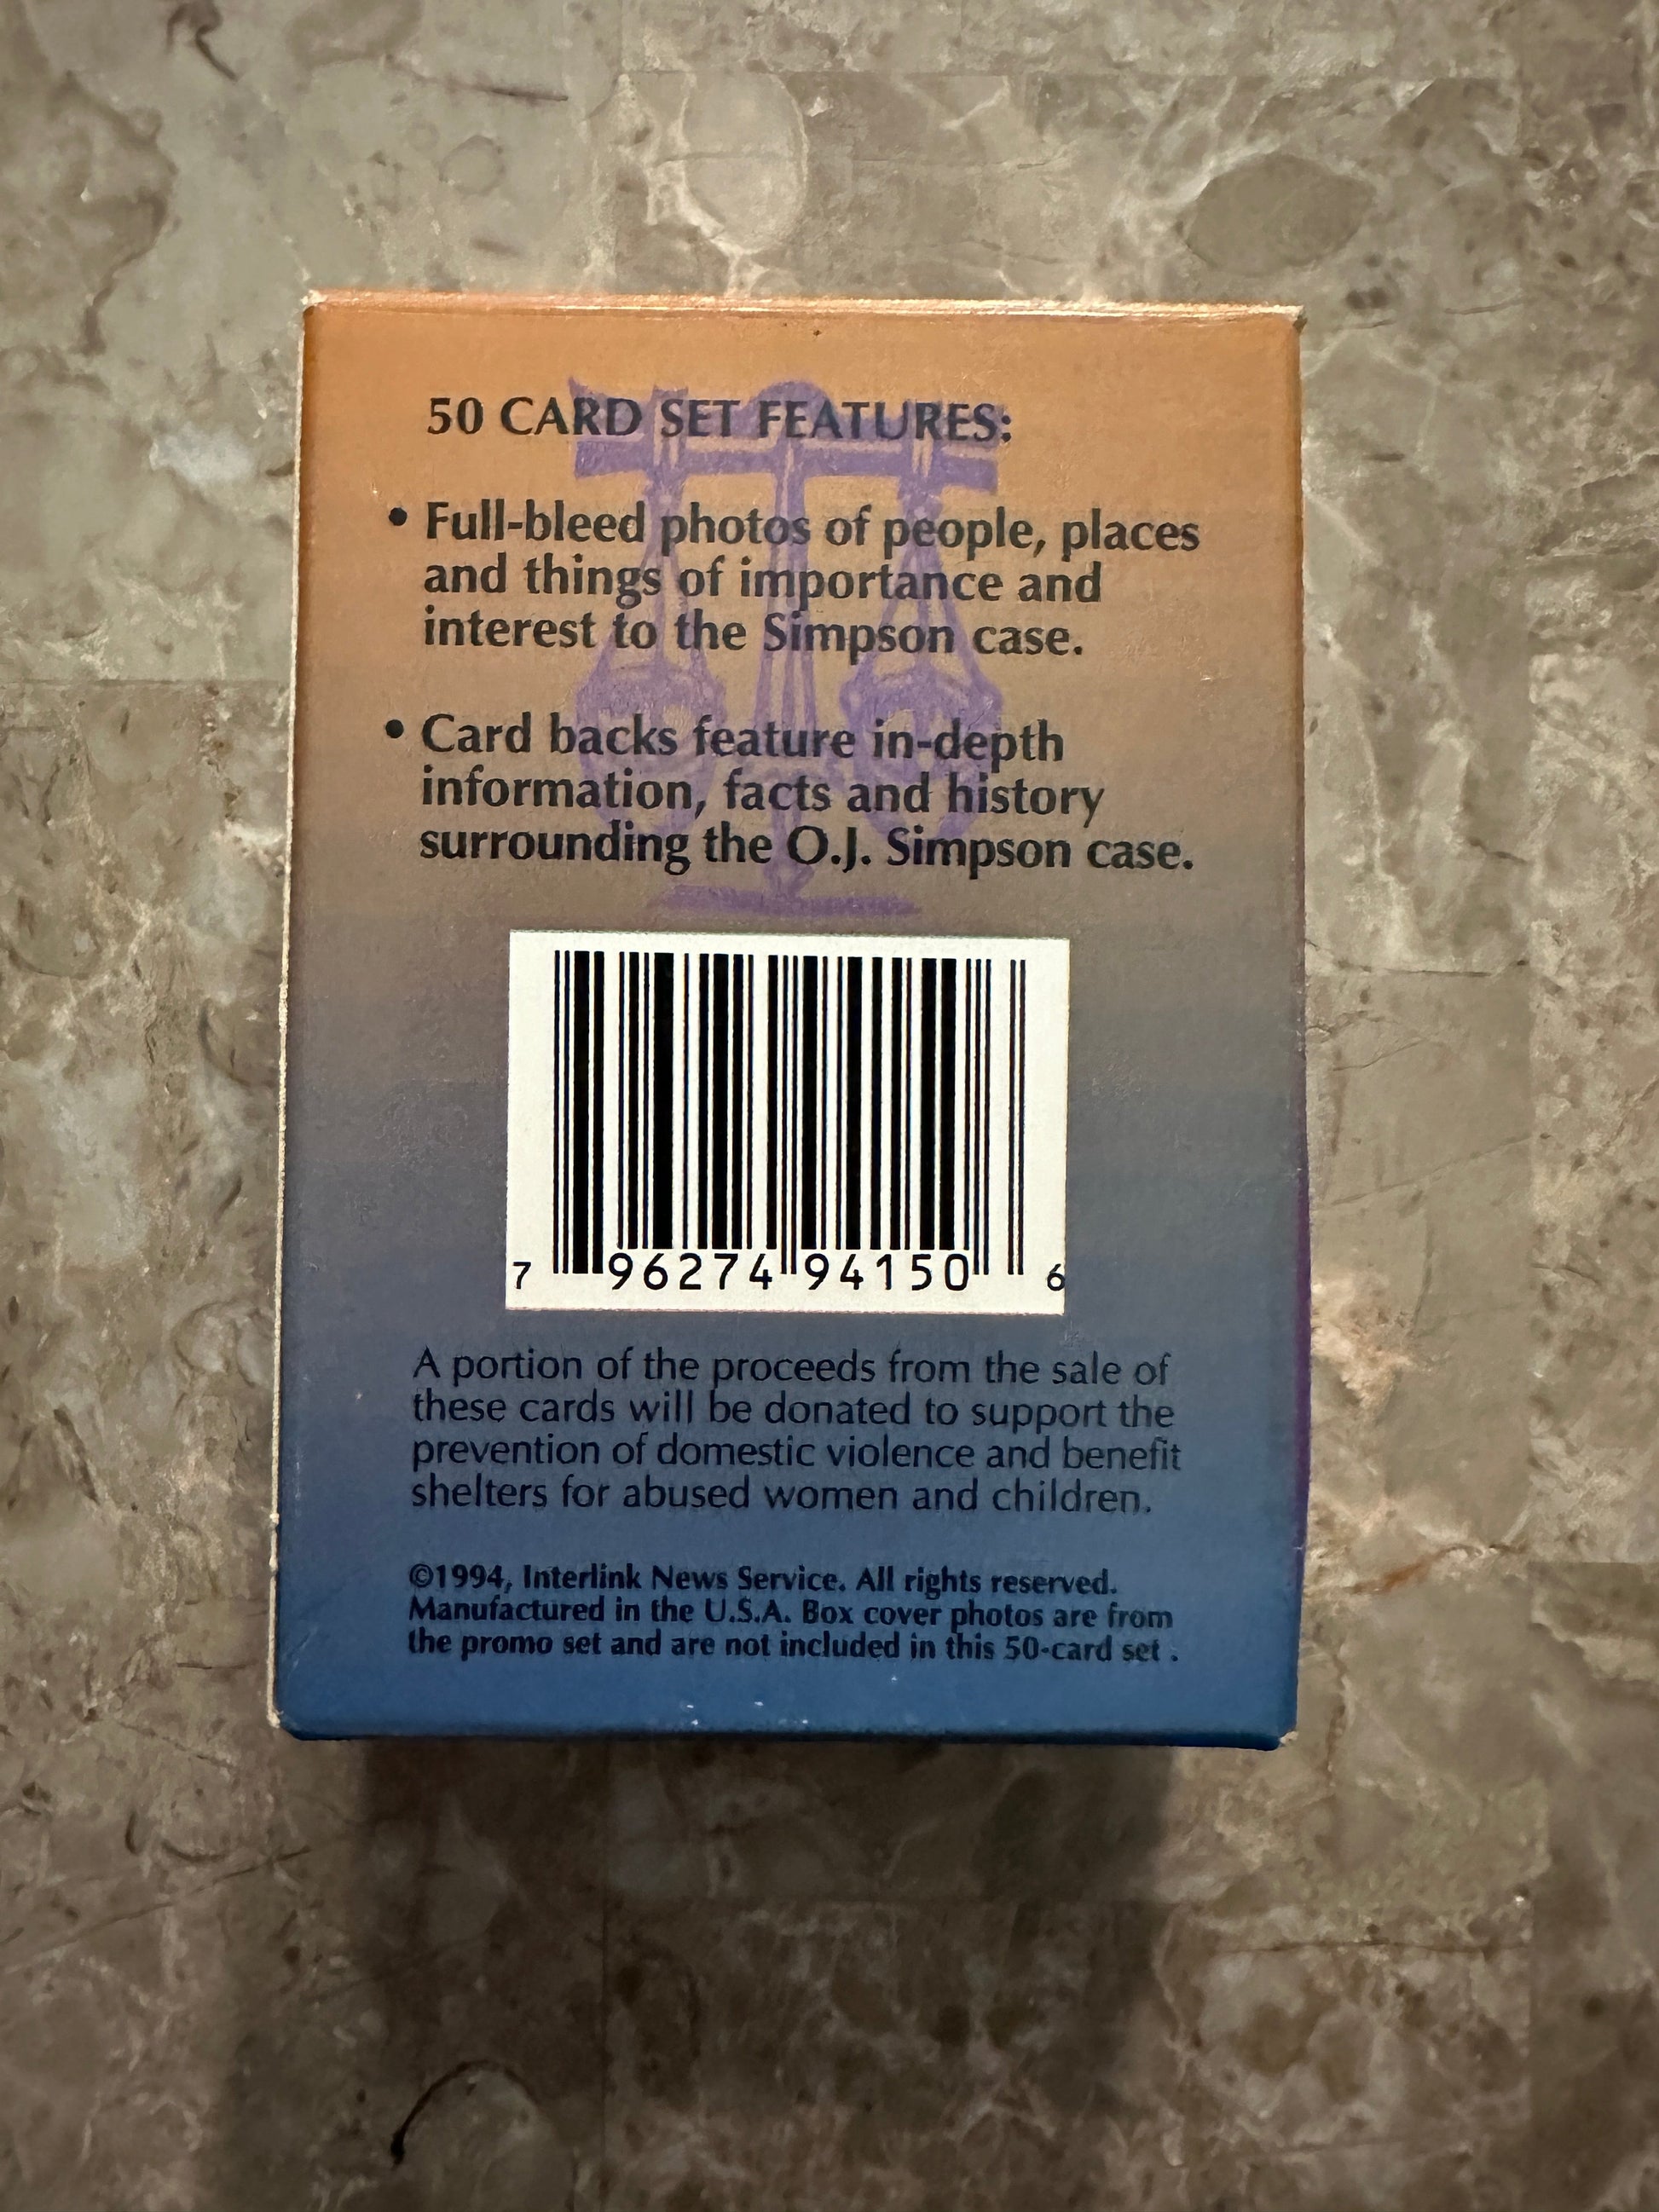 50 CARD SET FEATURES:
• Full-bleed photos of people, places
and things of importance and
interest to the Simpson case.
• Card backs feature in-depth
information, facts and history
surrounding the O.J. Simpson case.
7 96274 94150 6
A portion of the proceeds from the sale of
these cards will be donated to support the
prevention of domestic violence and benefit
shelters for abused women and children.
©1994, Interlink News Service. All rights reserved.
Manufactured in the U.S.A. Box cover photos are from
the promo set and are not included in this 50-card set .